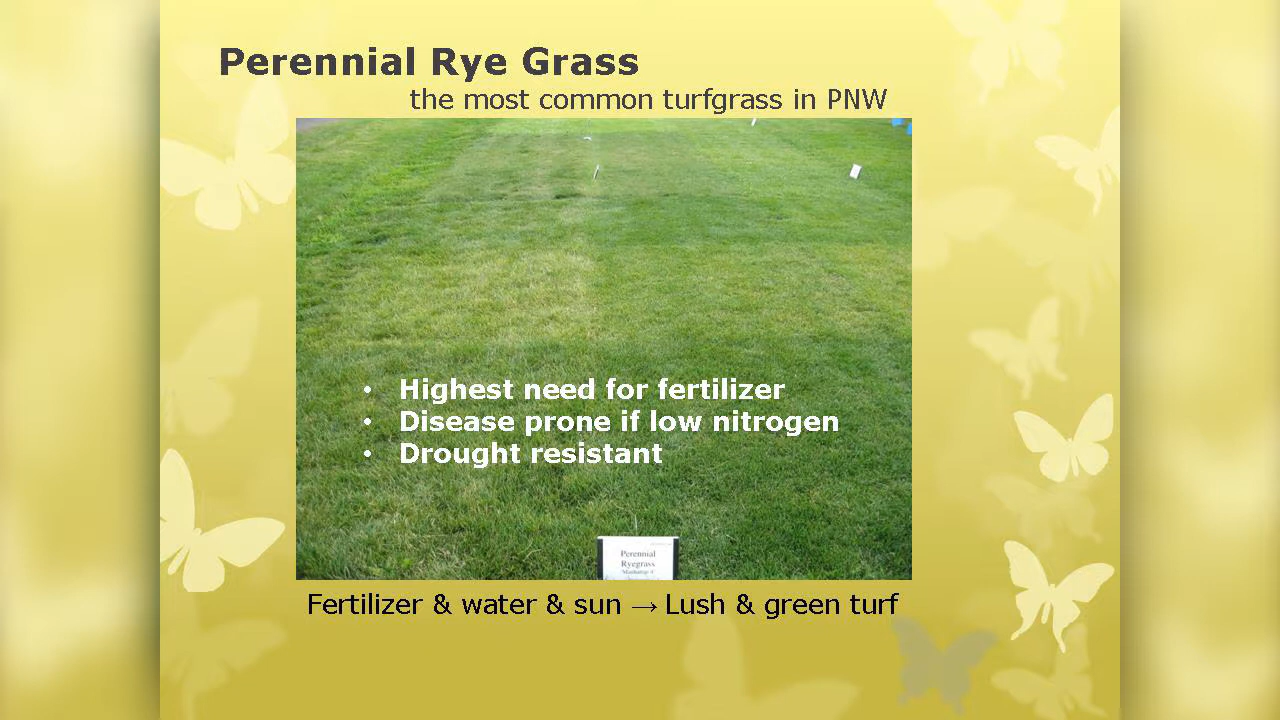 Perennial Rye Grass
the most common turfgrass in PNW
• Highest need for fertilizer
• Disease prone if low nitrogen
• Drought resistant
Perennial
Ryegrass
Fertilizer & water & sun → Lush & green turf